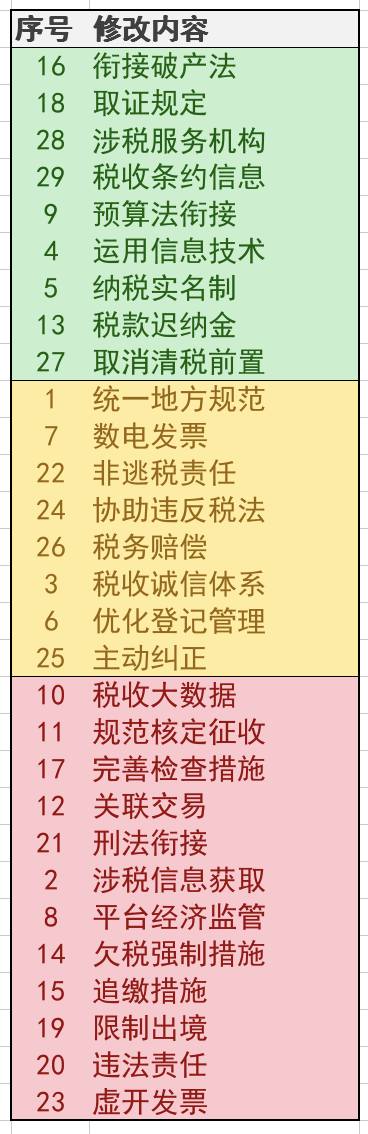 序号 修改内容
16 衔接破产法
18 取证规定
28 涉税服务机构
29 税收条约信息
9 预算法衔接
4 运用信息技术
5 纳税实名制
13 税款迟纳金
27 取消清税前置
1 统一地方规范
7 数电发票
22 非逃税责任
24 协助违反税法
26 税务赔偿
3 税收诚信体系
6 优化登记管理
25 主动纠正
10 税收大数据
11 规范核定征收
17 完善检查措施
12 关联交易
21 刑法衔接
2 涉税信息获取
8 平台经济监管
14 欠税强制措施
15 追缴措施
19 限制出境
20 违法责任
23 虚开发票